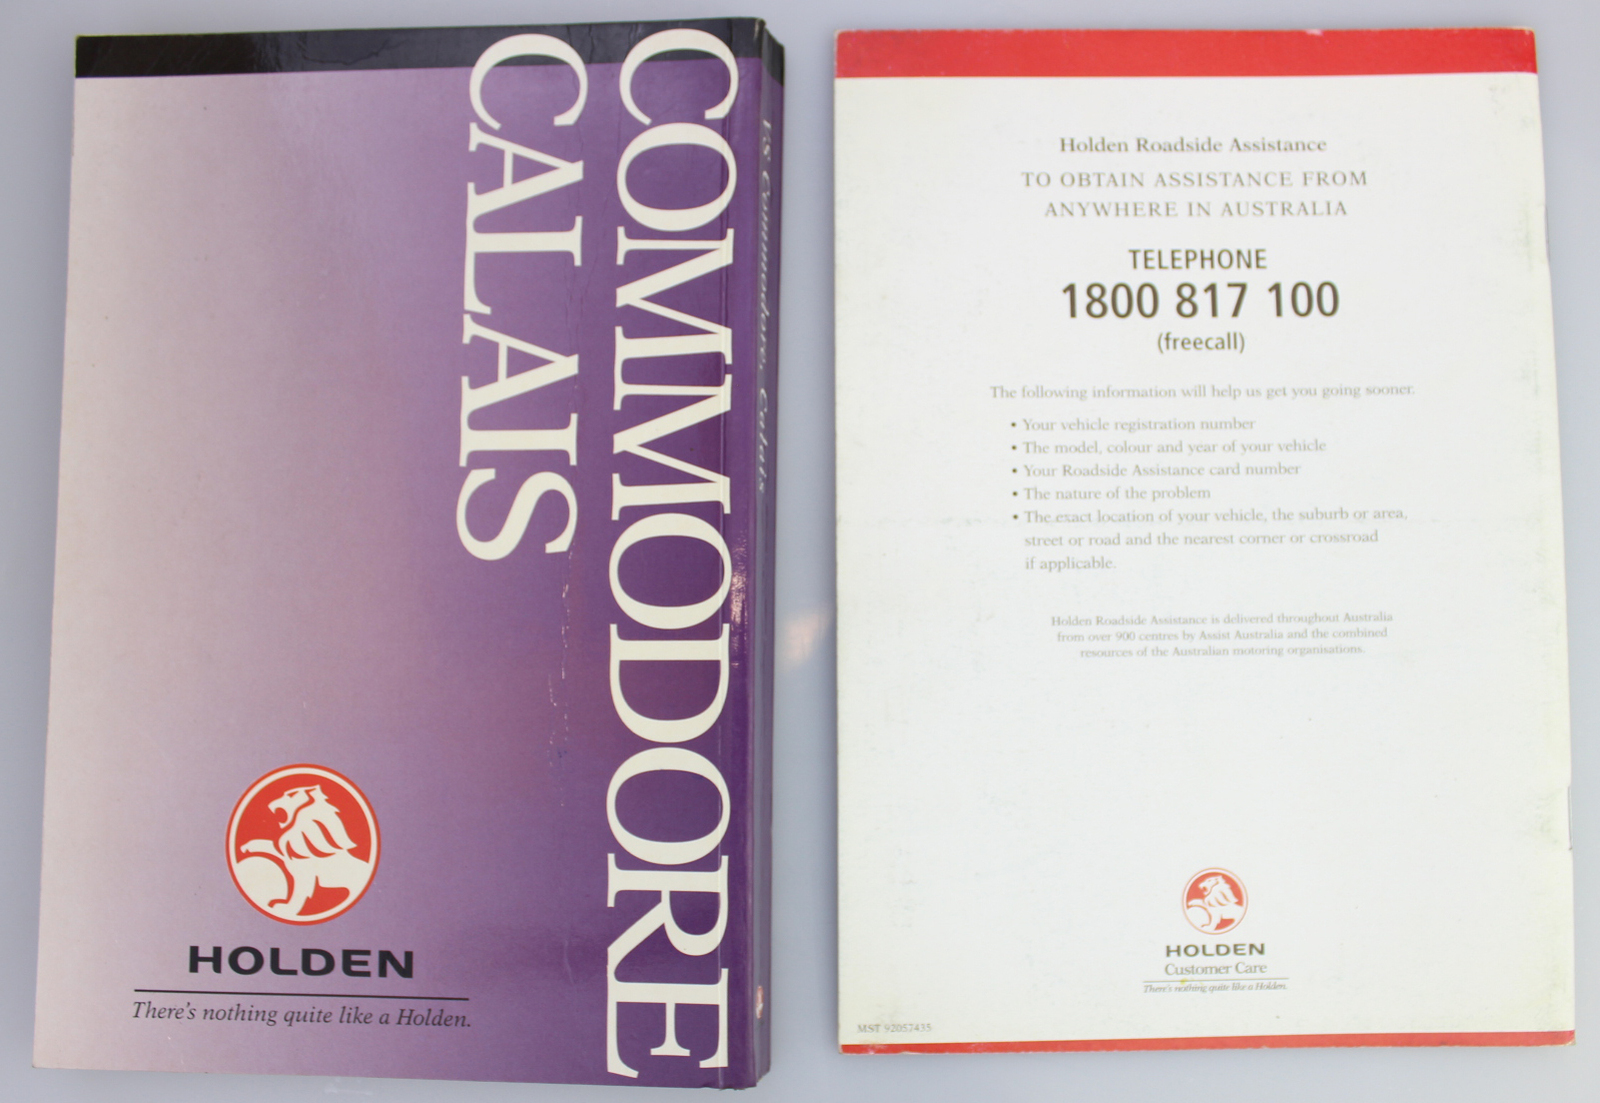 COMMODORE
CALAIS
HOLDEN
There's nothing quite like a Holden.
VS Commodore, Calais
Holden Roadside Assistance
TO OBTAIN ASSISTANCE FROM
ANYWHERE IN AUSTRALIA
TELEPHONE
1800 817 100
(freecall)
The following information will help us get you going sooner.
• Your vehicle registration number
• The model, colour and year of your vehicle
• Your Roadside Assistance card number
• The nature of the problem
• The exact location of your vehicle, the suburb or area,
street or road and the nearest corner or crossroad
if applicable.
Holden Roadside Assistance is delivered throughout Australia
from over 900 centres by Assist Australia and the combined
resources of the Australian motoring organisations.
HOLDEN
Customer Care
There's nothing quite like a Holden.
MST 92057435